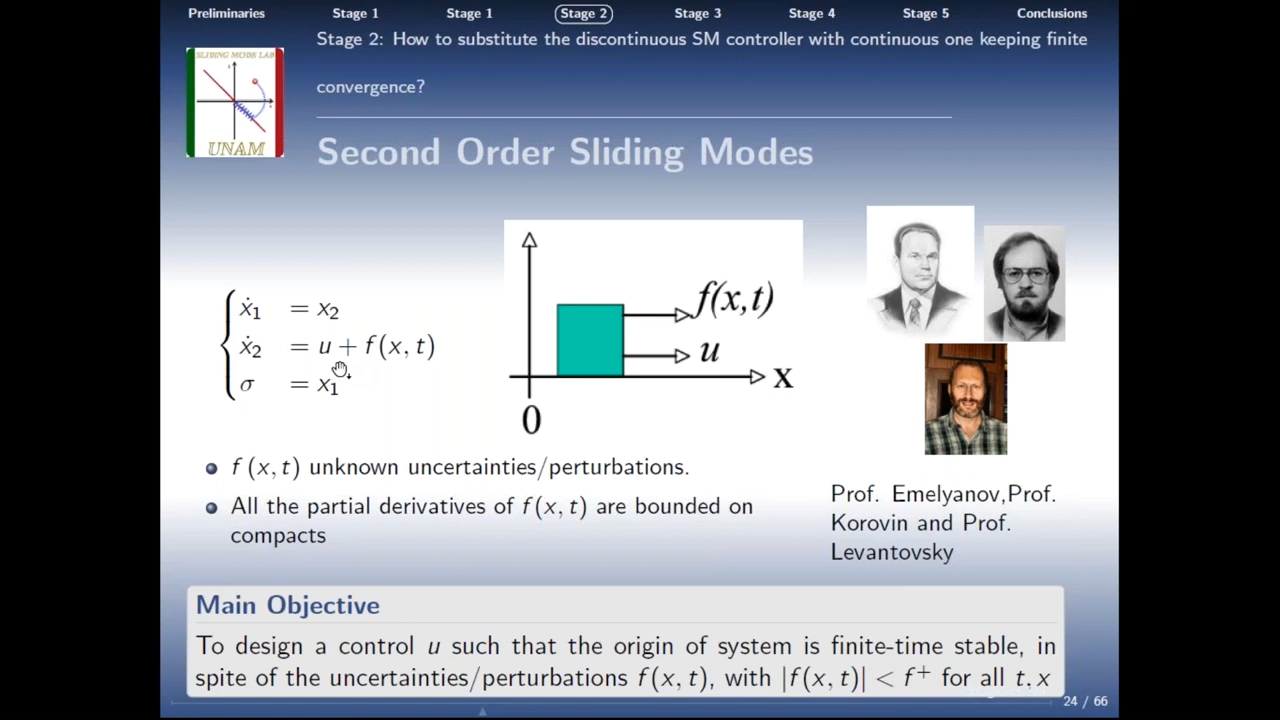 Preliminaries Stage 1 Stage 1 Stage 2 Stage 3 Stage 4 Stage 5 Conclusions
Stage 2: How to substitute the discontinuous SM controller with continuous one keeping finite
convergence?
SLIDING MODE LAB
UNAM
Second Order Sliding Modes
ẋ₁ = x₂
ẋ₂ = u + f(x, t)
σ = x₁
f(x,t)
u
x
0
f (x, t) unknown uncertainties/perturbations.
All the partial derivatives of f(x, t) are bounded on
compacts
Prof. Emelyanov,Prof.
Korovin and Prof.
Levantovsky
Main Objective
To design a control u such that the origin of system is finite-time stable, in
spite of the uncertainties/perturbations f(x, t), with |f(x, t)| < f⁺ for all t, x
24 / 66